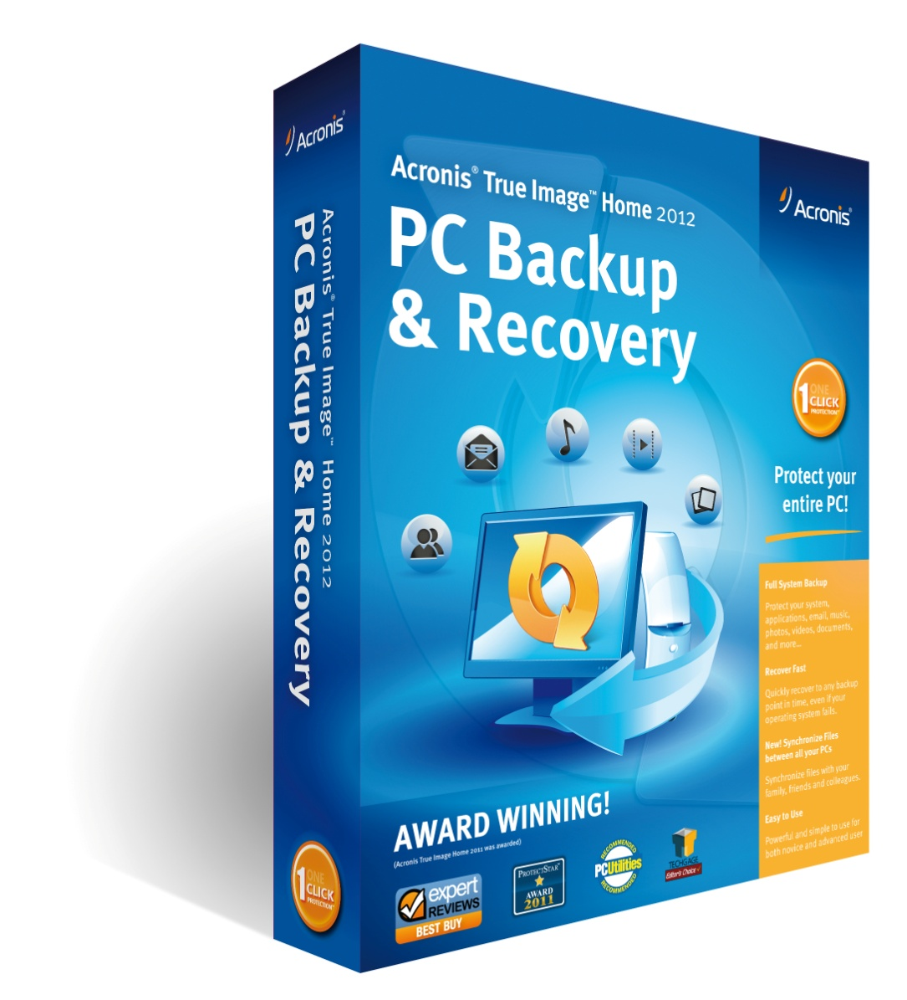 Acronis®
Acronis® True Image™ Home 2012
PC Backup & Recovery
1 ONE
CLICK
PROTECTION™
Acronis® True Image™ Home 2012
PC Backup
& Recovery
Acronis®
1 ONE
CLICK
PROTECTION™
Protect your
entire PC!
Full System Backup
Protect your system,
applications, email, music,
photos, videos, documents,
and more...
Recover Fast
Quickly recover to any backup
point in time, even if your
operating system fails.
New! Synchronize Files
between all your PCs
Synchronize files with your
family, friends and colleagues.
Easy to Use
Powerful and simple to use for
both novice and advanced user
AWARD WINNING!
(Acronis True Image Home 2011 was awarded)
expert
REVIEWS
BEST BUY
PROTECTSTAR™
AWARD
2011
RECOMMENDED
PCUtilities
RECOMMENDED
TECHGAGE
Editor's Choice